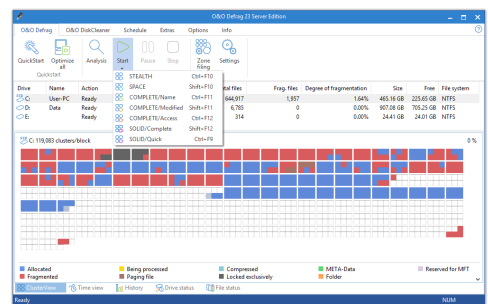 O&O Defrag 23 Server Edition
O&O Defrag O&O DiskCleaner Schedule Extras Options Info
QuickStart Optimize all Analysis Start Pause Stop Zone filing Settings
Quickstart
STEALTH Ctrl+F10
SPACE Shift+F10
COMPLETE/Name Ctrl+F11
COMPLETE/Modified Shift+F11
COMPLETE/Access Ctrl+F12
SOLID/Complete Shift+F12
SOLID/Quick Ctrl+F9
Drive Name Action tal files Frag. files Degree of fragmentation Size Free File system
C: User-PC Ready 644,917 1,957 1.64% 465.16 GB 225.65 GB NTFS
D: Data Ready 6,785 0 0.00% 907.08 GB 705.25 GB NTFS
E: Ready 314 0 0.00% 24.41 GB 24.01 GB NTFS
C: 119,083 clusters/block 0 %
Allocated Being processed Compressed META-Data Reserved for MFT
Fragmented Paging file Locked exclusively Folder
ClusterView Time view History Drive status File status
Ready NUM